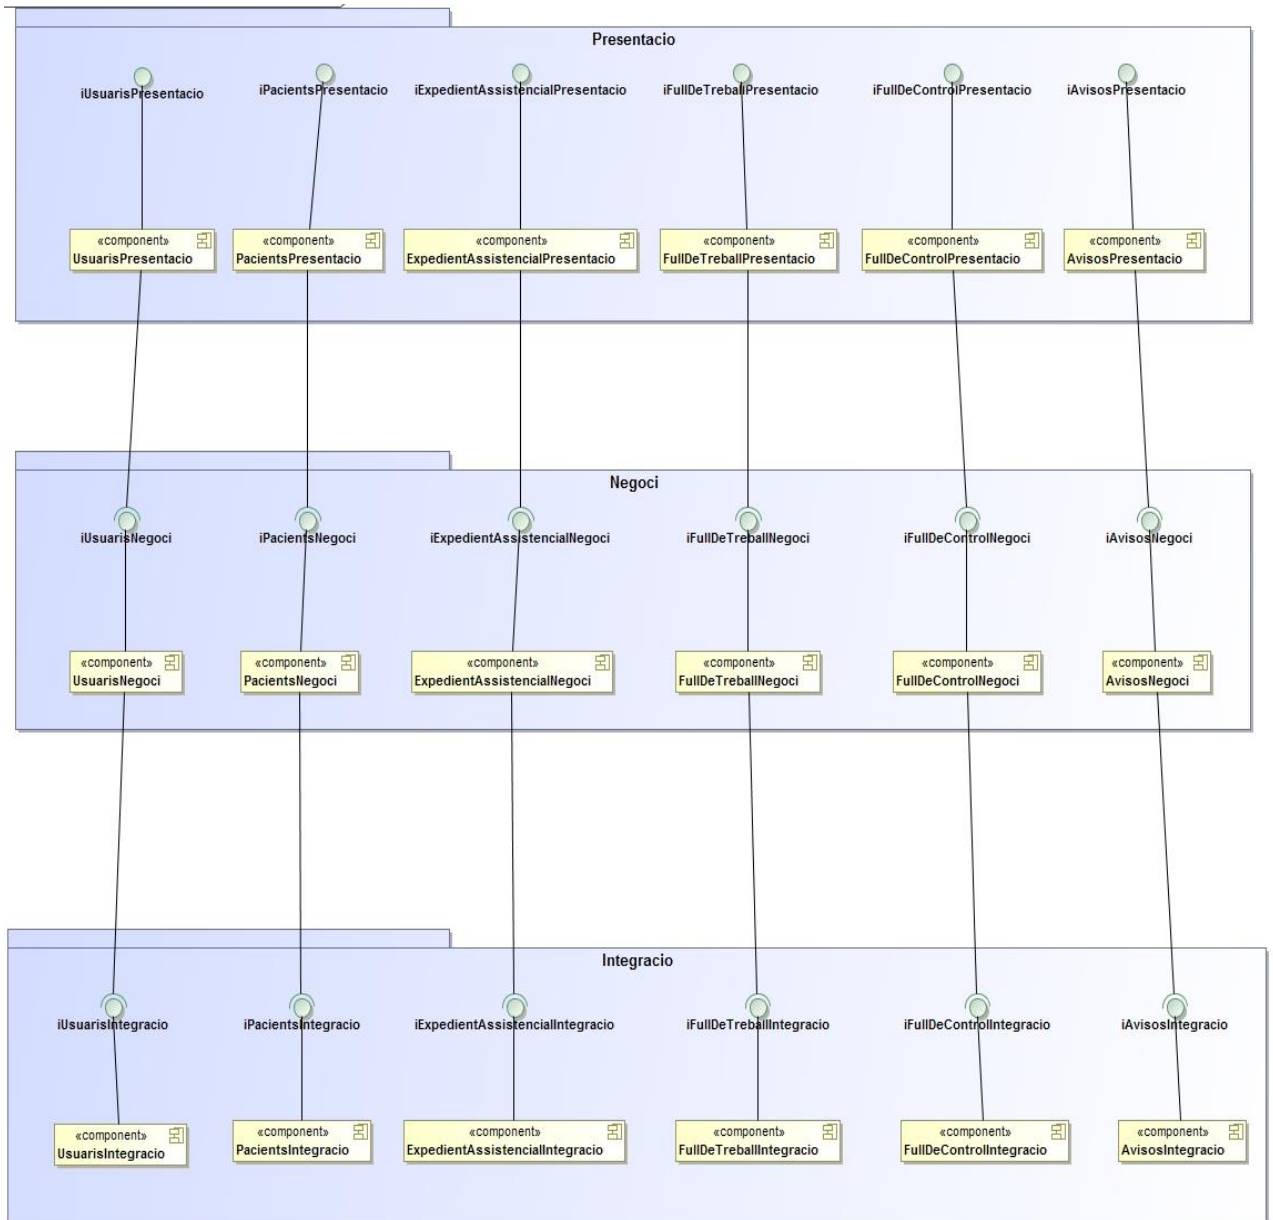 Presentacio
iUsuarisPresentacio
iPacientsPresentacio
iExpedientAssistencialPresentacio
iFullDeTreballPresentacio
iFullDeControlPresentacio
iAvisosPresentacio
«component»
UsuarisPresentacio
«component»
PacientsPresentacio
«component»
ExpedientAssistencialPresentacio
«component»
FullDeTreballPresentacio
«component»
FullDeControlPresentacio
«component»
AvisosPresentacio
Negoci
iUsuarisNegoci
iPacientsNegoci
iExpedientAssistencialNegoci
iFullDeTreballNegoci
iFullDeControlNegoci
iAvisosNegoci
«component»
UsuarisNegoci
«component»
PacientsNegoci
«component»
ExpedientAssistencialNegoci
«component»
FullDeTreballNegoci
«component»
FullDeControlNegoci
«component»
AvisosNegoci
Integracio
iUsuarisIntegracio
iPacientsIntegracio
iExpedientAssistencialIntegracio
iFullDeTreballIntegracio
iFullDeControlIntegracio
iAvisosIntegracio
«component»
UsuarisIntegracio
«component»
PacientsIntegracio
«component»
ExpedientAssistencialIntegracio
«component»
FullDeTreballIntegracio
«component»
FullDeControlIntegracio
«component»
AvisosIntegracio